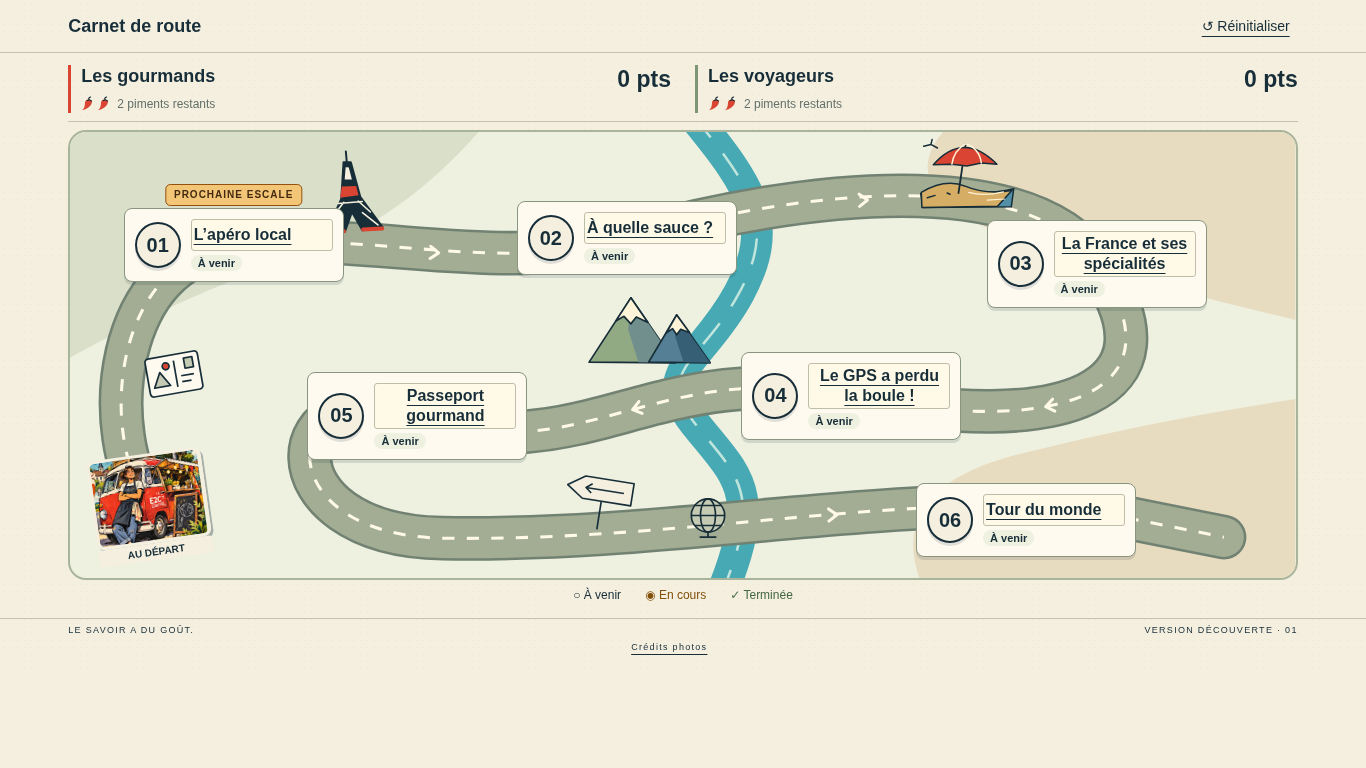 Carnet de route
↺ Réinitialiser
Les gourmands
0 pts
2 piments restants
Les voyageurs
0 pts
2 piments restants
PROCHAINE ESCALE
01
L'apéro local
À venir
02
À quelle sauce ?
À venir
03
La France et ses
spécialités
À venir
04
Le GPS a perdu
la boule !
À venir
05
Passeport
gourmand
À venir
AU DÉPART
06
Tour du monde
À venir
○ À venir
◉ En cours
✓ Terminée
LE SAVOIR A DU GOÛT.
VERSION DÉCOUVERTE · 01
Crédits photos